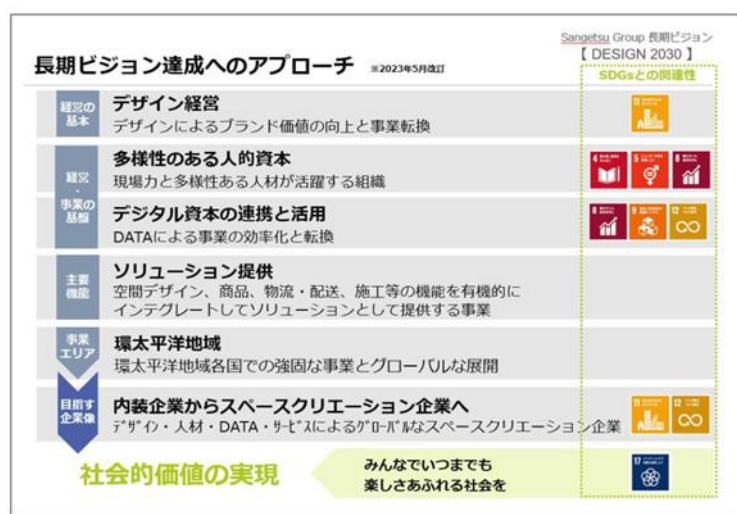 Sangetsu Group 長期ビジョン
【 DESIGN 2030 】
長期ビジョン達成へのアプローチ ※2023年5月改訂
SDGsとの関連性
経営の
基本
デザイン経営
デザインによるブランド価値の向上と事業転換
11
経営
・
事業の
基盤
多様性のある人的資本
現場力と多様性ある人材が活躍する組織
4
5
8
デジタル資本の連携と活用
DATAによる事業の効率化と転換
8
9
12
主要
機能
ソリューション提供
空間デザイン、商品、物流・配送、施工等の機能を有機的に
インテグレートしてソリューションとして提供する事業
事業
エリア
環太平洋地域
環太平洋地域各国での強固な事業とグローバルな展開
目指す
企業像
内装企業からスペースクリエーション企業へ
デザイン・人材・DATA・サービスによるグローバルなスペースクリエーション企業
11
12
社会的価値の実現
みんなでいつまでも
楽しさあふれる社会を
17